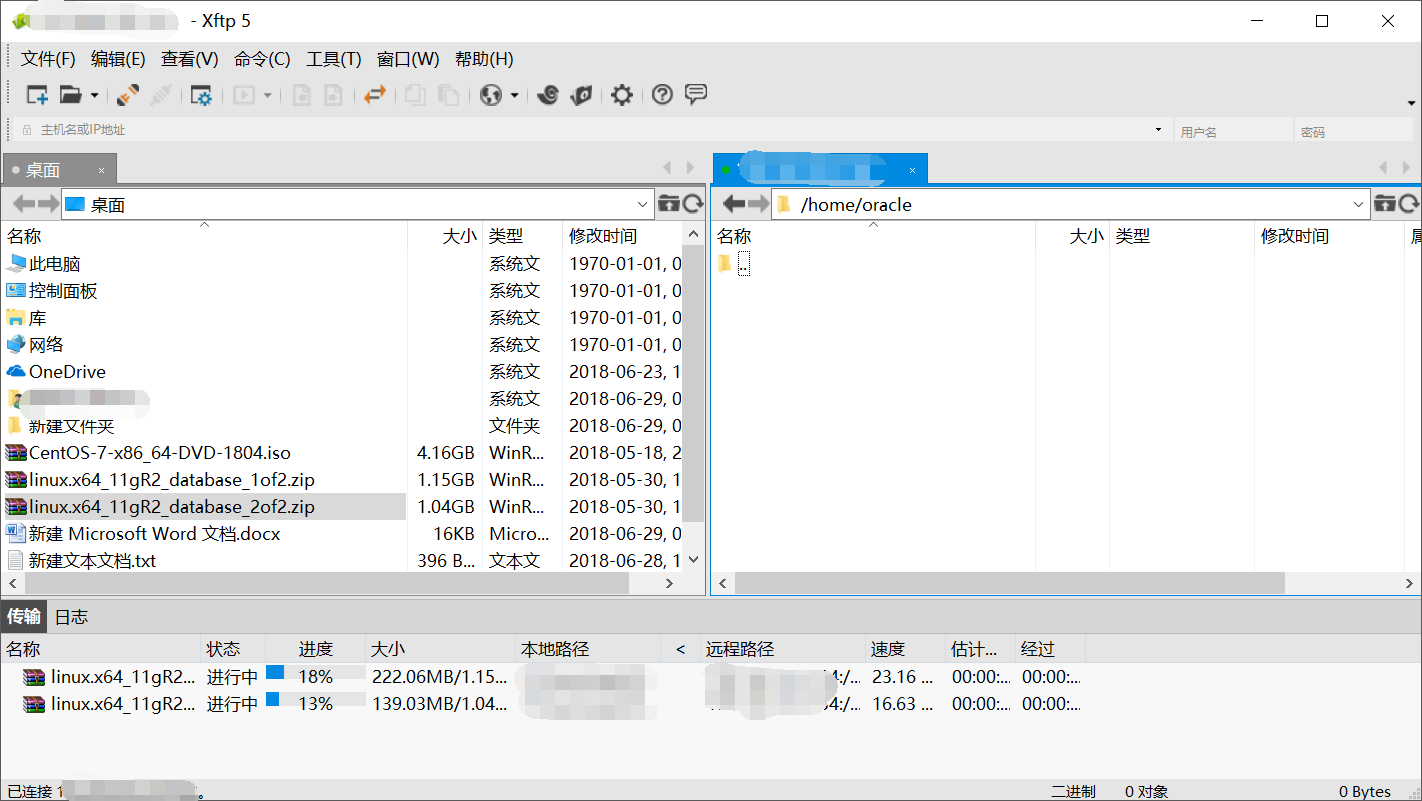 - Xftp 5
文件(F) 编辑(E) 查看(V) 命令(C) 工具(T) 窗口(W) 帮助(H)
主机名或IP地址 用户名 密码
桌面
桌面 /home/oracle
名称 大小 类型 修改时间 名称 大小 类型 修改时间
此电脑 系统文 1970-01-01, 0 ..
控制面板 系统文 1970-01-01, 0
库 系统文 1970-01-01, 0
网络 系统文 1970-01-01, 0
OneDrive 系统文 2018-06-23, 1
系统文 2018-06-29, 0
新建文件夹 文件夹 2018-06-29, 0
CentOS-7-x86_64-DVD-1804.iso 4.16GB WinR... 2018-05-18, 2
linux.x64_11gR2_database_1of2.zip 1.15GB WinR... 2018-05-30, 1
linux.x64_11gR2_database_2of2.zip 1.04GB WinR... 2018-05-30, 1
新建 Microsoft Word 文档.docx 16KB Micro... 2018-06-29, 0
新建文本文档.txt 396 B... 文本文 2018-06-28, 1
传输 日志
名称 状态 进度 大小 本地路径 < 远程路径 速度 估计... 经过
linux.x64_11gR2... 进行中 18% 222.06MB/1.15... :/... 23.16 ... 00:00:... 00:00:...
linux.x64_11gR2... 进行中 13% 139.03MB/1.04... :/... 16.63 ... 00:00:... 00:00:...
已连接 。 二进制 0 对象 0 Bytes